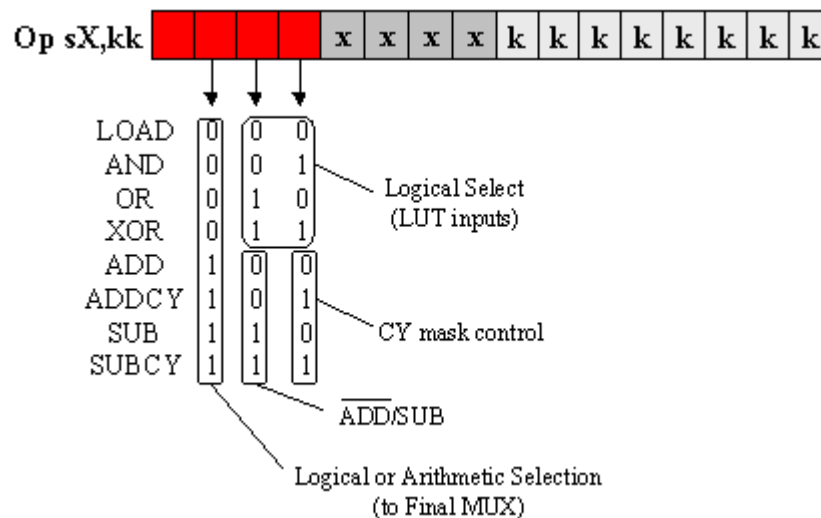 Op sX,kk x x x x k k k k k k k k
LOAD 0 0 0
AND 0 0 1
OR 0 1 0
XOR 0 1 1
ADD 1 0 0
ADDCY 1 0 1
SUB 1 1 0
SUBCY 1 1 1
Logical Select
(LUT inputs)
CY mask control
A̅D̅D̅/SUB
Logical or Arithmetic Selection
(to Final MUX)